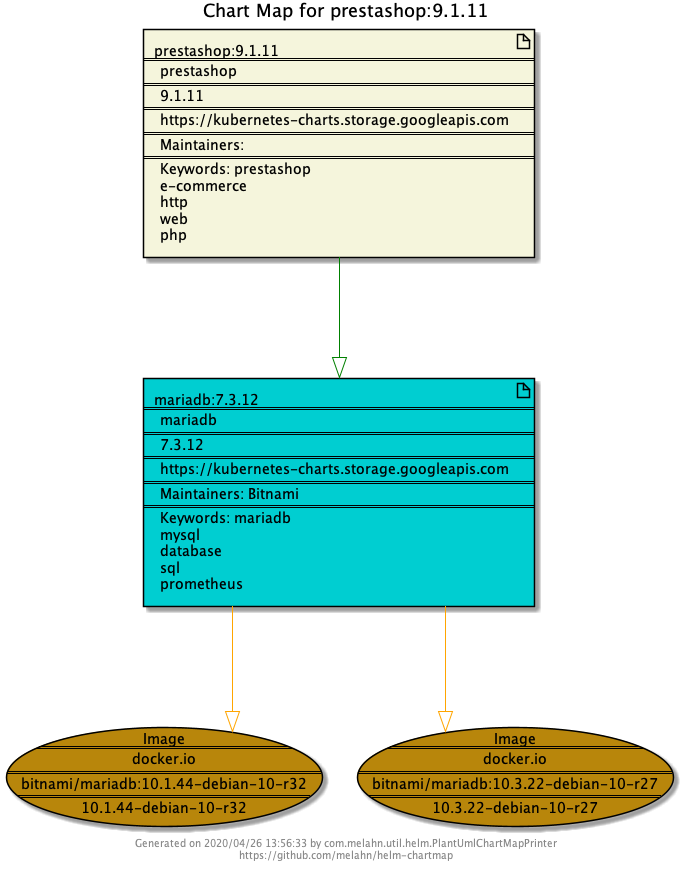 Chart Map for prestashop:9.1.11
prestashop:9.1.11
prestashop
9.1.11
https://kubernetes-charts.storage.googleapis.com
Maintainers:
Keywords: prestashop
e-commerce
http
web
php
mariadb:7.3.12
mariadb
7.3.12
https://kubernetes-charts.storage.googleapis.com
Maintainers: Bitnami
Keywords: mariadb
mysql
database
sql
prometheus
Image
docker.io
bitnami/mariadb:10.1.44-debian-10-r32
10.1.44-debian-10-r32
Image
docker.io
bitnami/mariadb:10.3.22-debian-10-r27
10.3.22-debian-10-r27
Generated on 2020/04/26 13:56:33 by com.melahn.util.helm.PlantUmlChartMapPrinter
https://github.com/melahn/helm-chartmap